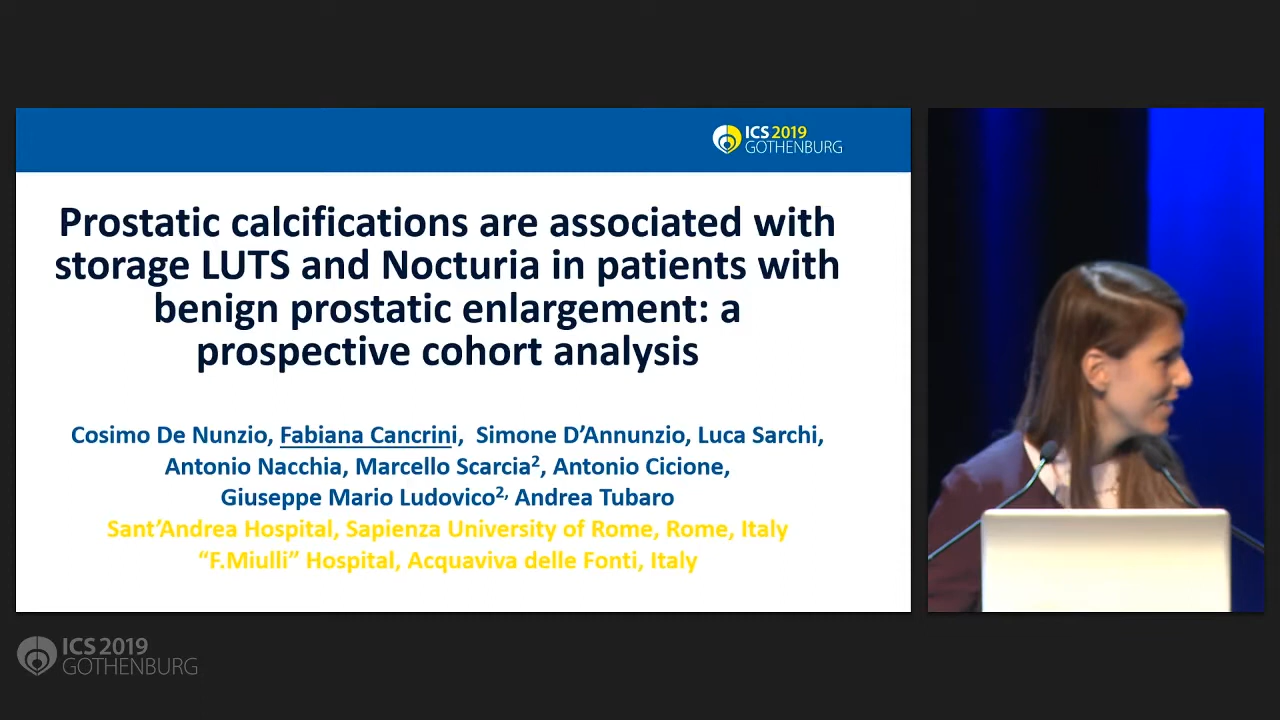 ICS 2019
GOTHENBURG
Prostatic calcifications are associated with
storage LUTS and Nocturia in patients with
benign prostatic enlargement: a
prospective cohort analysis
Cosimo De Nunzio, Fabiana Cancrini, Simone D’Annunzio, Luca Sarchi,
Antonio Nacchia, Marcello Scarcia², Antonio Cicione,
Giuseppe Mario Ludovico²˒ Andrea Tubaro
Sant’Andrea Hospital, Sapienza University of Rome, Rome, Italy
“F.Miulli” Hospital, Acquaviva delle Fonti, Italy
ICS 2019
GOTHENBURG